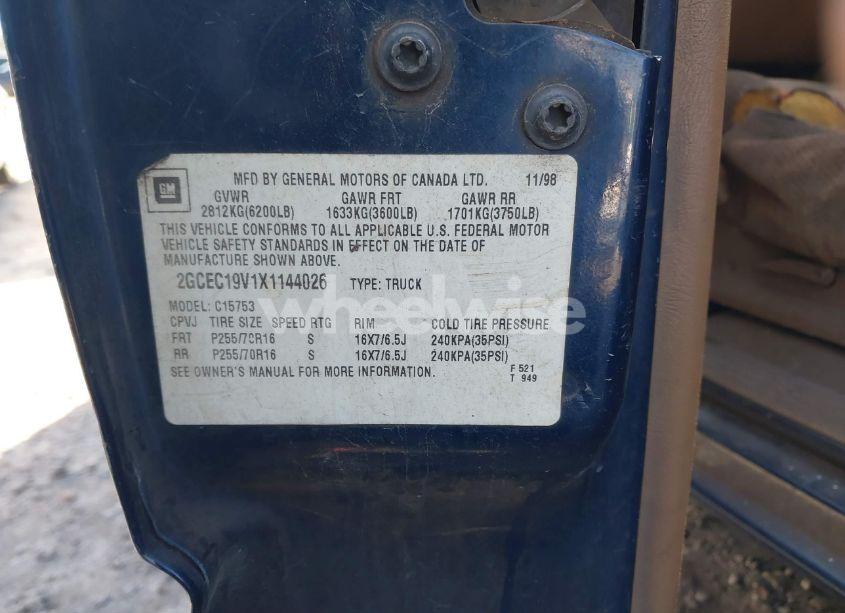 GM
MFD BY GENERAL MOTORS OF CANADA LTD. 11/98
GVWR GAWR FRT GAWR RR
2812KG(6200LB) 1633KG(3600LB) 1701KG(3750LB)
THIS VEHICLE CONFORMS TO ALL APPLICABLE U.S. FEDERAL MOTOR
VEHICLE SAFETY STANDARDS IN EFFECT ON THE DATE OF
MANUFACTURE SHOWN ABOVE.
2GCEC19V1X1144026 TYPE: TRUCK
MODEL: C15753
CPVJ TIRE SIZE SPEED RTG RIM COLD TIRE PRESSURE
FRT P255/70R16 S 16X7/6.5J 240KPA(35PSI)
RR P255/70R16 S 16X7/6.5J 240KPA(35PSI)
SEE OWNER'S MANUAL FOR MORE INFORMATION.
F 521
T 949
wheelwise